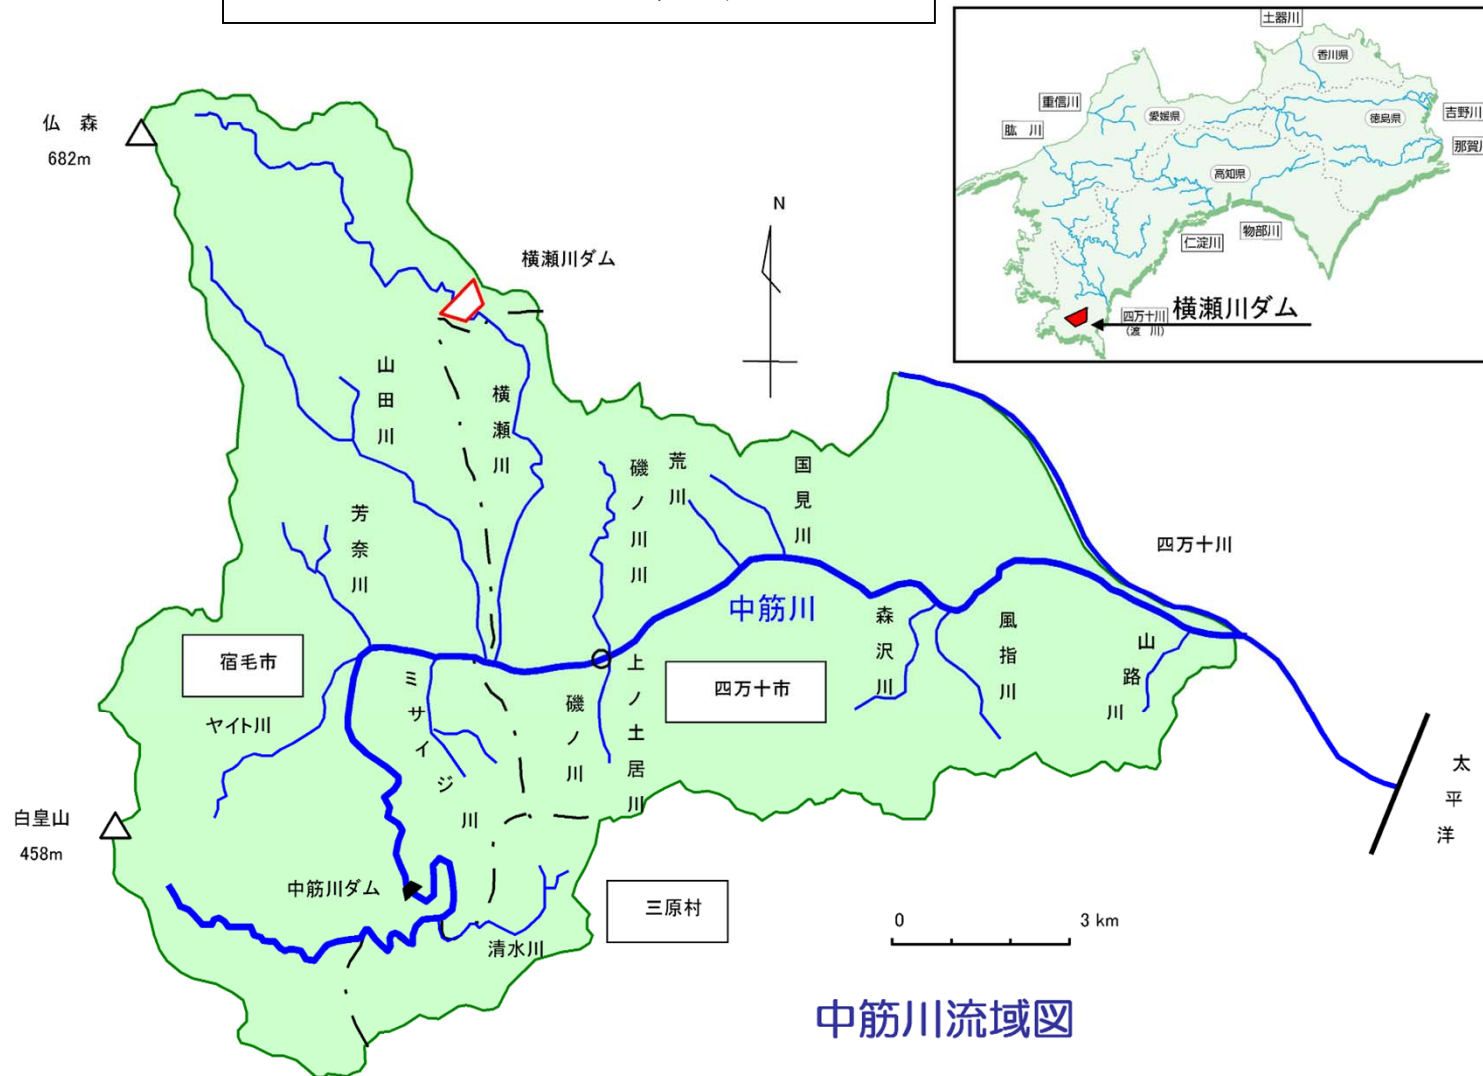 土器川
香川県
重信川
愛媛県
吉野川
徳島県
肱 川
那賀川
高知県
物部川
仁淀川
四万十川
(渡 川)
横瀬川ダム
仏 森
682m
N
横瀬川ダム
山田川
横瀬川
磯ノ川川
荒川
国見川
芳奈川
四万十川
中筋川
森沢川
風指川
山路川
宿毛市
ヤイト川
ミサイジ川
磯ノ川
上ノ土居川
四万十市
太平洋
白皇山
458m
中筋川ダム
清水川
三原村
0
3 km
中筋川流域図